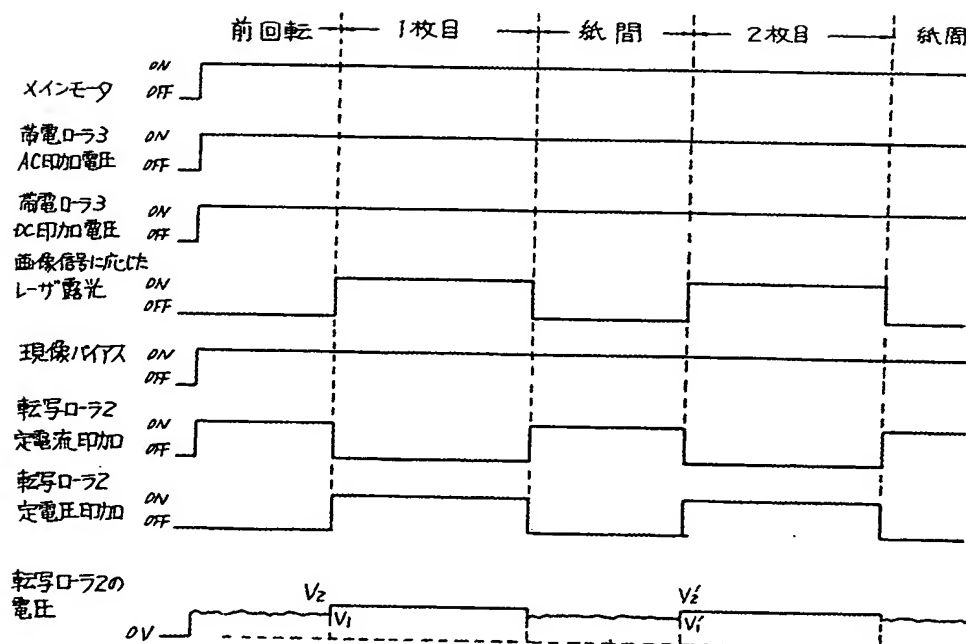 前回転 1枚目 紙間 2枚目 紙間
メインモータ ON OFF
帯電ローラ3 ON
AC印加電圧 OFF
帯電ローラ3 ON
DC印加電圧 OFF
画像信号に応じた
レーザ露光 ON OFF
現像バイアス ON OFF
転写ローラ2 ON
定電流印加 OFF
転写ローラ2 ON
定電圧印加 OFF
転写ローラ2の V₂ V₂'
電圧 V₁ V₁'
0V